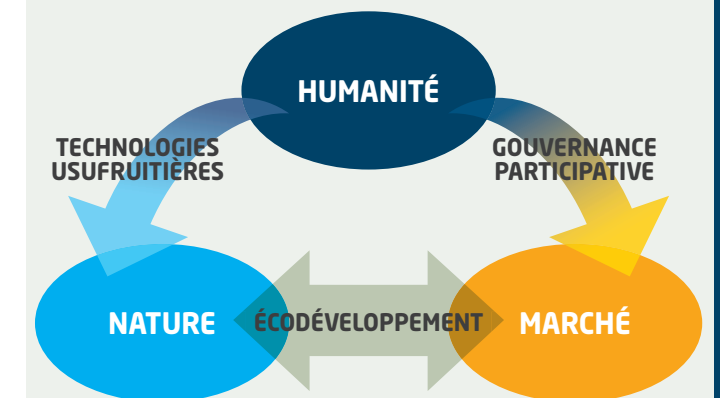 HUMANITÉ
TECHNOLOGIES
USUFRUITIÈRES
GOUVERNANCE
PARTICIPATIVE
NATURE
ÉCODÉVELOPPEMENT
MARCHÉ